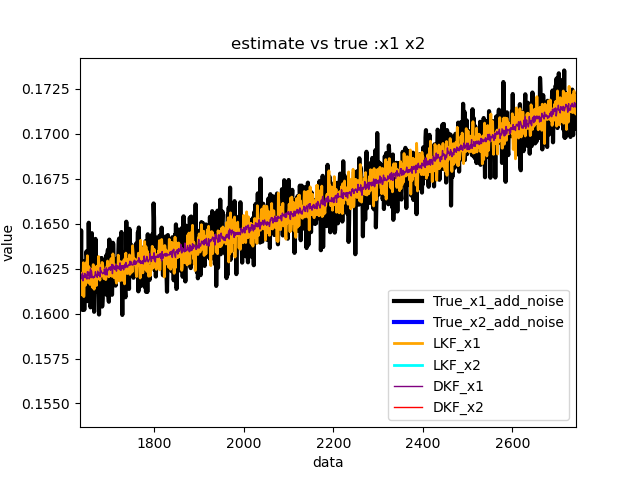 estimate vs true :x1 x2
value
0.1725
0.1700
0.1675
0.1650
0.1625
0.1600
0.1575
0.1550
True_x1_add_noise
True_x2_add_noise
LKF_x1
LKF_x2
DKF_x1
DKF_x2
1800 2000 2200 2400 2600
data